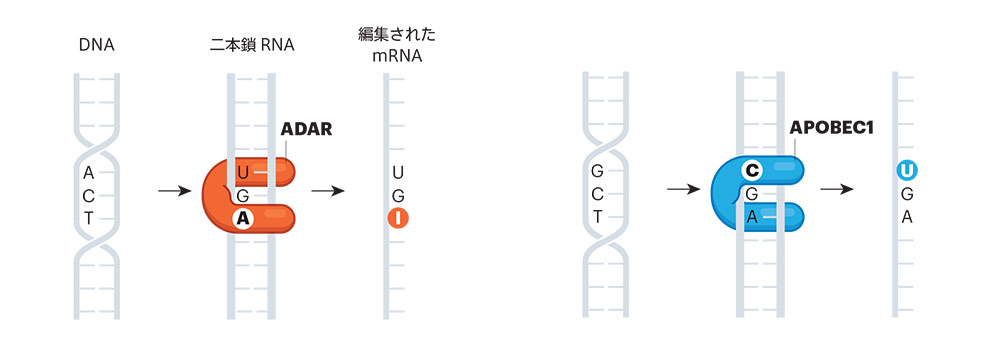 DNA
二本鎖 RNA
編集された
mRNA
ADAR
A
C
T
U
G
A
U
G
I
APOBEC1
G
C
T
C
G
A
U
G
A